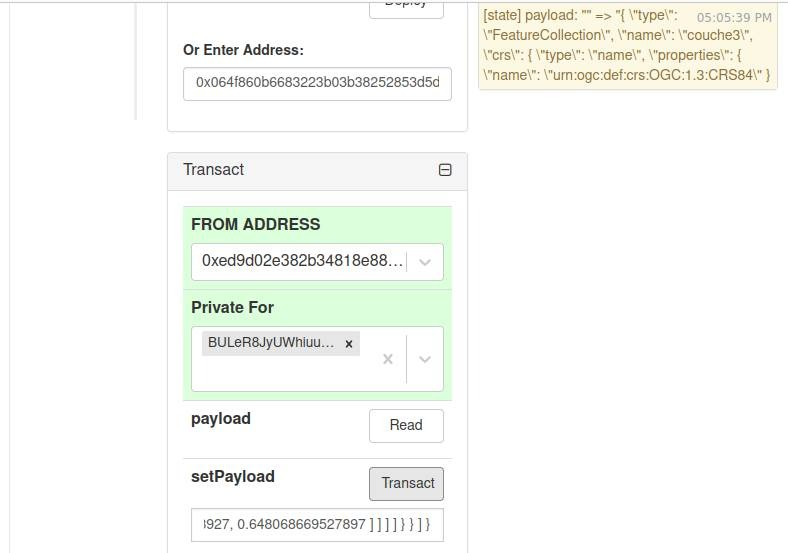 Deploy
Or Enter Address:
0x064f860b6683223b03b38252853d5d
Transact
FROM ADDRESS
0xed9d02e382b34818e88...
Private For
BULeR8JyUWhiuu... x
payload
Read
setPayload
Transact
3927, 0.648068669527897 ] ] ] ] } } ] }
[state] payload: "" => "{ \"type\": 05:05:39 PM
\"FeatureCollection\", \"name\": \"couche3\",
\"crs\": { \"type\": \"name\", \"properties\": {
\"name\": \"urn:ogc:def:crs:OGC:1.3:CRS84\" }